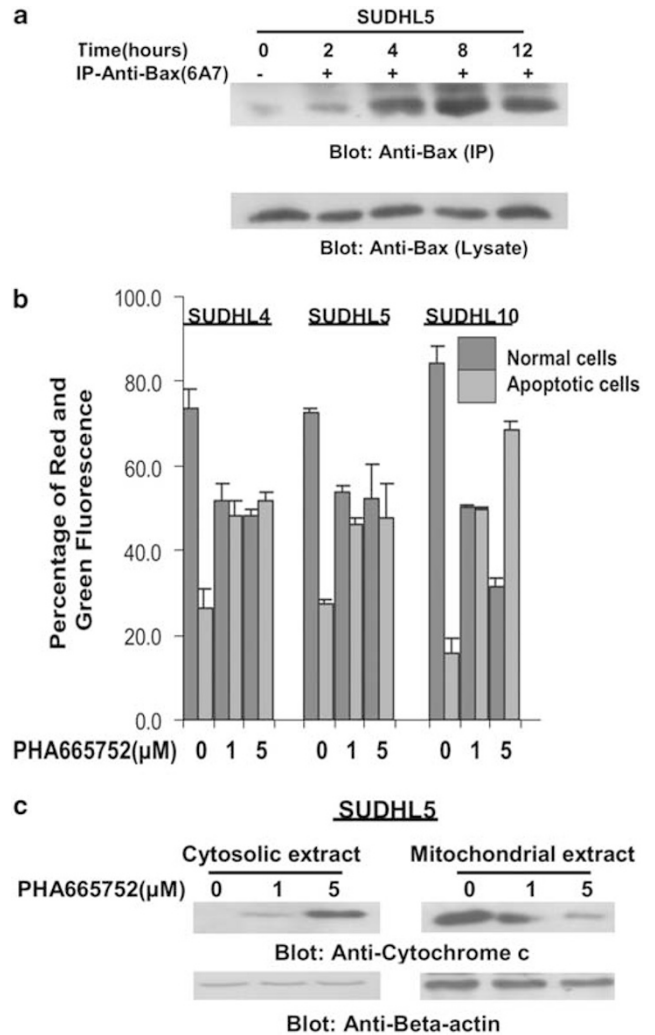 a
SUDHL5
Time(hours) 0 2 4 8 12
IP-Anti-Bax(6A7) - + + + +
Blot: Anti-Bax (IP)
Blot: Anti-Bax (Lysate)
b
Percentage of Red and
Green Fluorescence
100.0
80.0
60.0
40.0
20.0
0.0
SUDHL4 SUDHL5 SUDHL10
Normal cells
Apoptotic cells
PHA665752(µM) 0 1 5 0 1 5 0 1 5
c
SUDHL5
Cytosolic extract Mitochondrial extract
PHA665752(µM) 0 1 5 0 1 5
Blot: Anti-Cytochrome c
Blot: Anti-Beta-actin